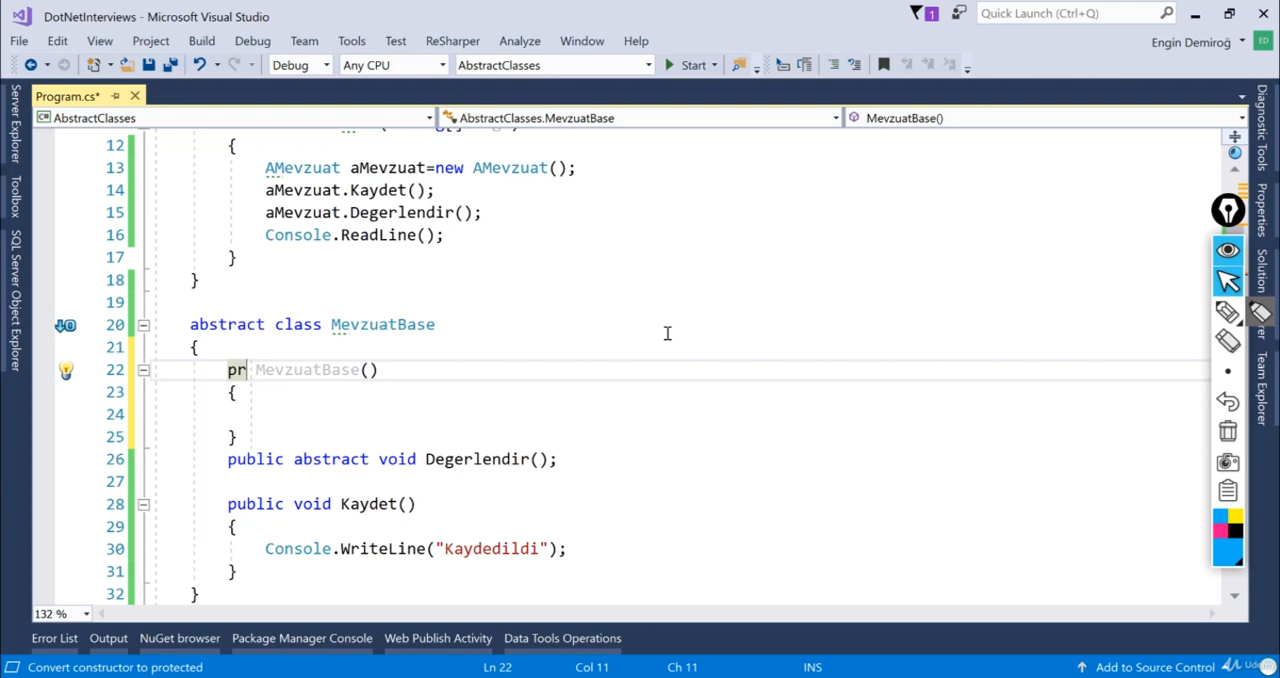 DotNetInterviews - Microsoft Visual Studio
1
Quick Launch (Ctrl+Q)
File Edit View Project Build Debug Team Tools Test ReSharper Analyze Window Help
Engin Demiroğ
ED
Debug Any CPU AbstractClasses Start
Program.cs*
AbstractClasses AbstractClasses.MevzuatBase MevzuatBase()
Server Explorer
Toolbox
SQL Server Object Explorer
12 {
13 AMevzuat aMevzuat=new AMevzuat();
14 aMevzuat.Kaydet();
15 aMevzuat.Degerlendir();
16 Console.ReadLine();
17 }
18 }
19
20 abstract class MevzuatBase
21 {
22 pr MevzuatBase()
23 {
24
25 }
26 public abstract void Degerlendir();
27
28 public void Kaydet()
29 {
30 Console.WriteLine("Kaydedildi");
31 }
32 }
Diagnostic Tools
Properties
Solution
Team Explorer
132 %
Error List Output NuGet browser Package Manager Console Web Publish Activity Data Tools Operations
Convert constructor to protected Ln 22 Col 11 Ch 11 INS Add to Source Control
Udemy